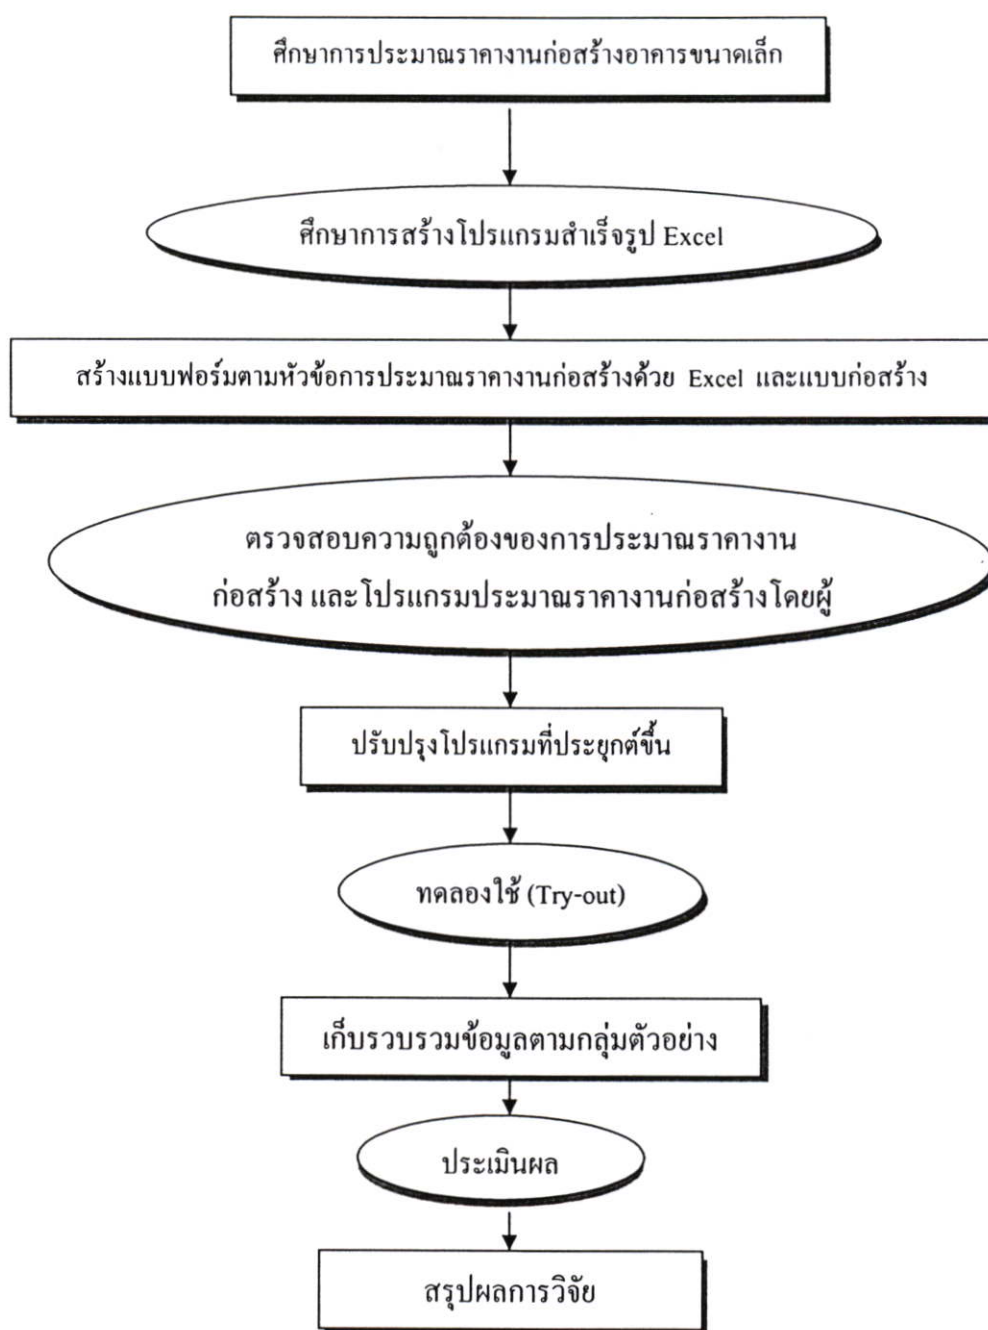 ศึกษาการประมาณราคางานก่อสร้างอาคารขนาดเล็ก
ศึกษาการสร้างโปรแกรมสำเร็จรูป Excel
สร้างแบบฟอร์มตามหัวข้อการประมาณราคางานก่อสร้างด้วย Excel และแบบก่อสร้าง
ตรวจสอบความถูกต้องของการประมาณราคางาน
ก่อสร้าง และโปรแกรมประมาณราคางานก่อสร้างโดยผู้
ปรับปรุงโปรแกรมที่ประยุกต์ขึ้น
ทดลองใช้ (Try-out)
เก็บรวบรวมข้อมูลตามกลุ่มตัวอย่าง
ประเมินผล
สรุปผลการวิจัย